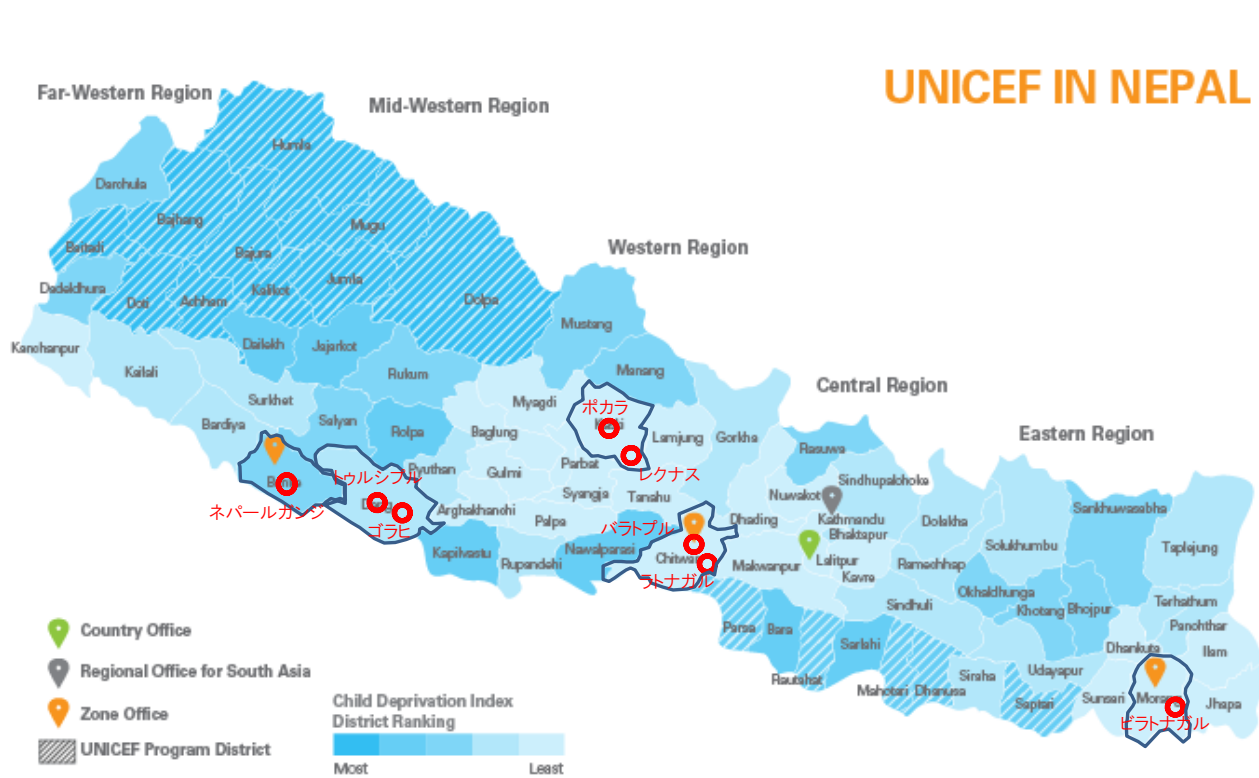 UNICEF IN NEPAL
Far-Western Region
Mid-Western Region
Humla
Darchula
Bajhang
Mugu
Baitadi
Bajura
Western Region
Jumla
Dadeldhura
Kalikot
Doti
Achham
Dolpa
Mustang
Kanchanpur
Dailekh
Jajarkot
Kailali
Rukum
Manang
Central Region
Surkhet
Myagdi
ポカラ
Bardiya
Salyan
Rolpa
Baglung
Lamjung
Gorkha
Eastern Region
Rasuwa
Pyuthan
Gulmi
Parbat
レクナス
トゥルシプル
Sindhupalchoke
Syangja
Tanahu
Nuwakot
ネパールガンジ
ゴラヒ
Arghakhanchi
Palpa
バラトプル
Dhading
Kathmandu
Bhaktapur
Dolakha
Sankhuwasabha
Kapilvastu
Rupandehi
Nawalparasi
Chitwan
Makwanpur
Lalitpur
Kavre
Ramechhap
Solukhumbu
Taplejung
ラトナガル
Okhaldhunga
Khotang
Bhojpur
Sindhuli
Terhathum
Panchthar
Parsa
Bara
Sarlahi
Dhankuta
Ilam
Rautahat
Mahotari
Dhanusa
Siraha
Udayapur
Saptari
Sunsari
Morang
Jhapa
ビラトナガル
Country Office
Regional Office for South Asia
Zone Office
UNICEF Program District
Child Deprivation Index
District Ranking
Most
Least